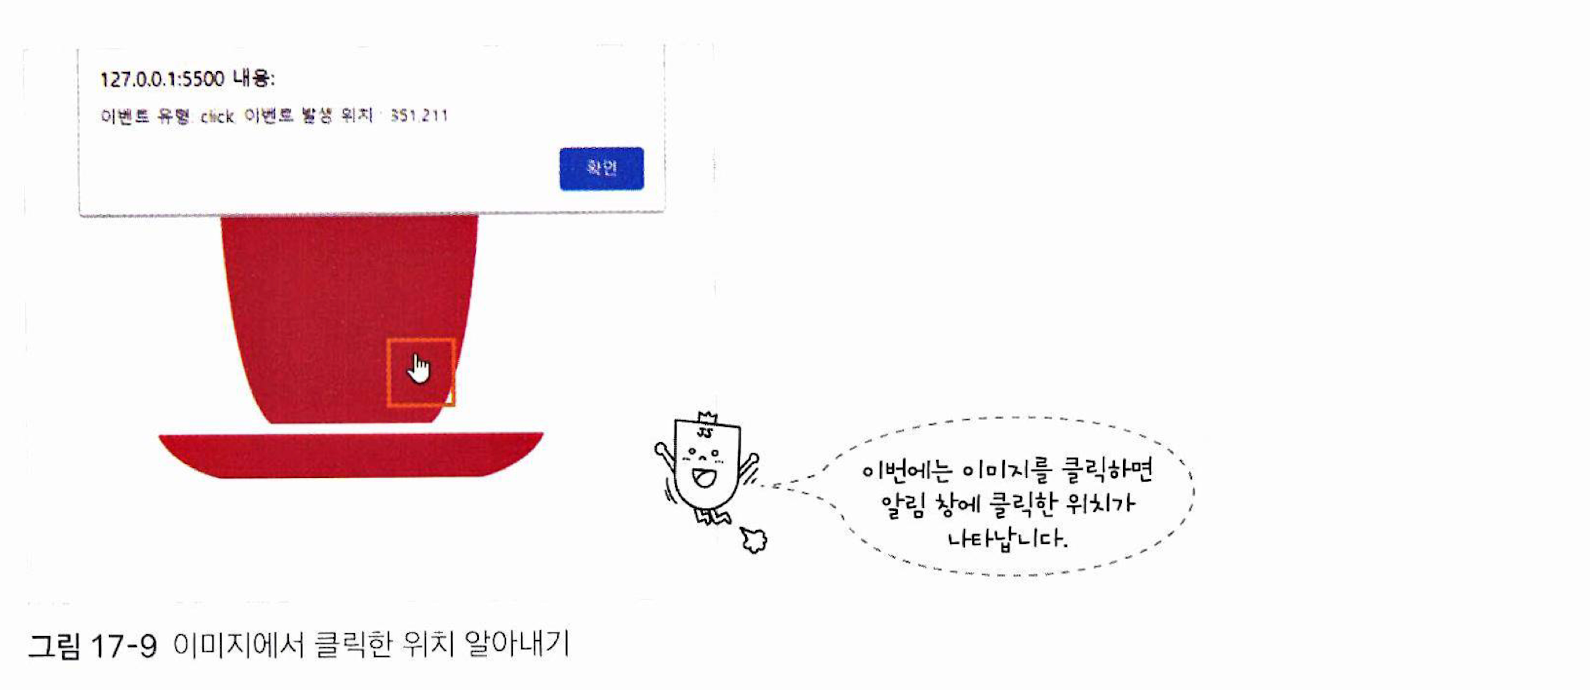 127.0.0.1:5500 내용:
이벤트 유형: click, 이벤트 발생 위치 : 351,211
확인
JS
이번에는 이미지를 클릭하면
알림 창에 클릭한 위치가
나타납니다.
그림 17-9 이미지에서 클릭한 위치 알아내기